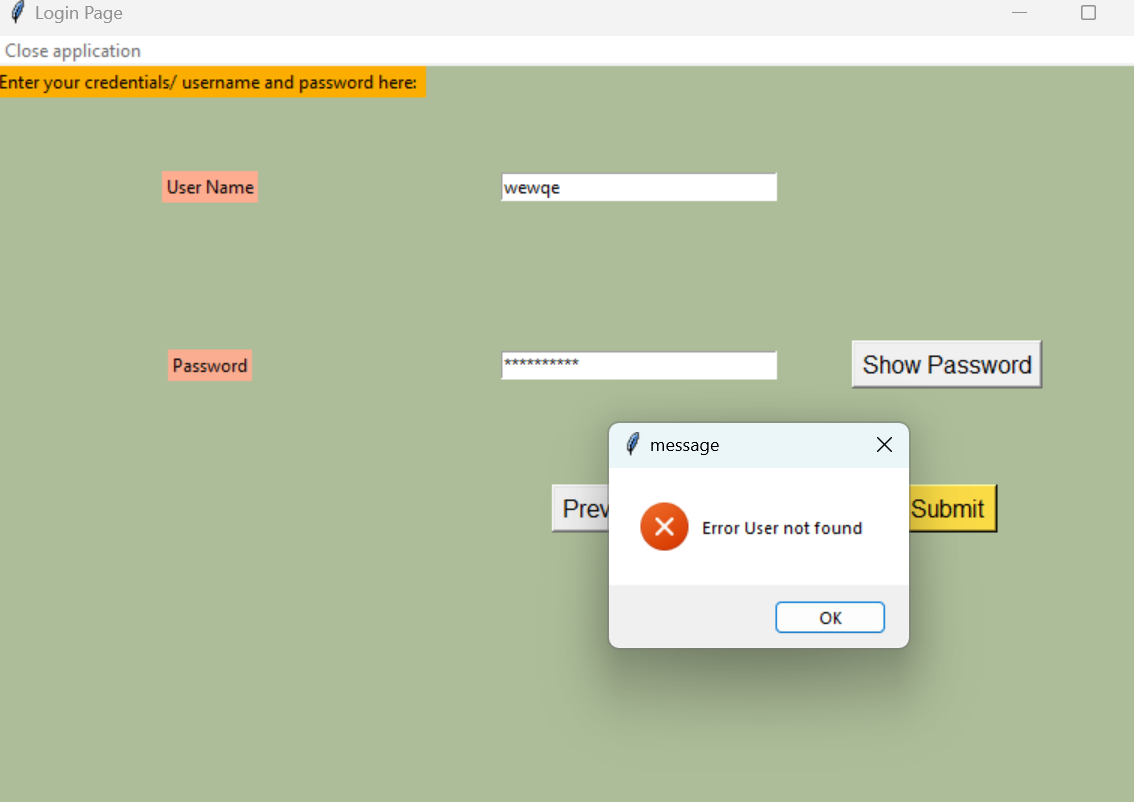 Login Page
Close application
Enter your credentials/ username and password here:
User Name
wewqe
Password
**********
Show Password
message
Prev
Submit
Error User not found
OK